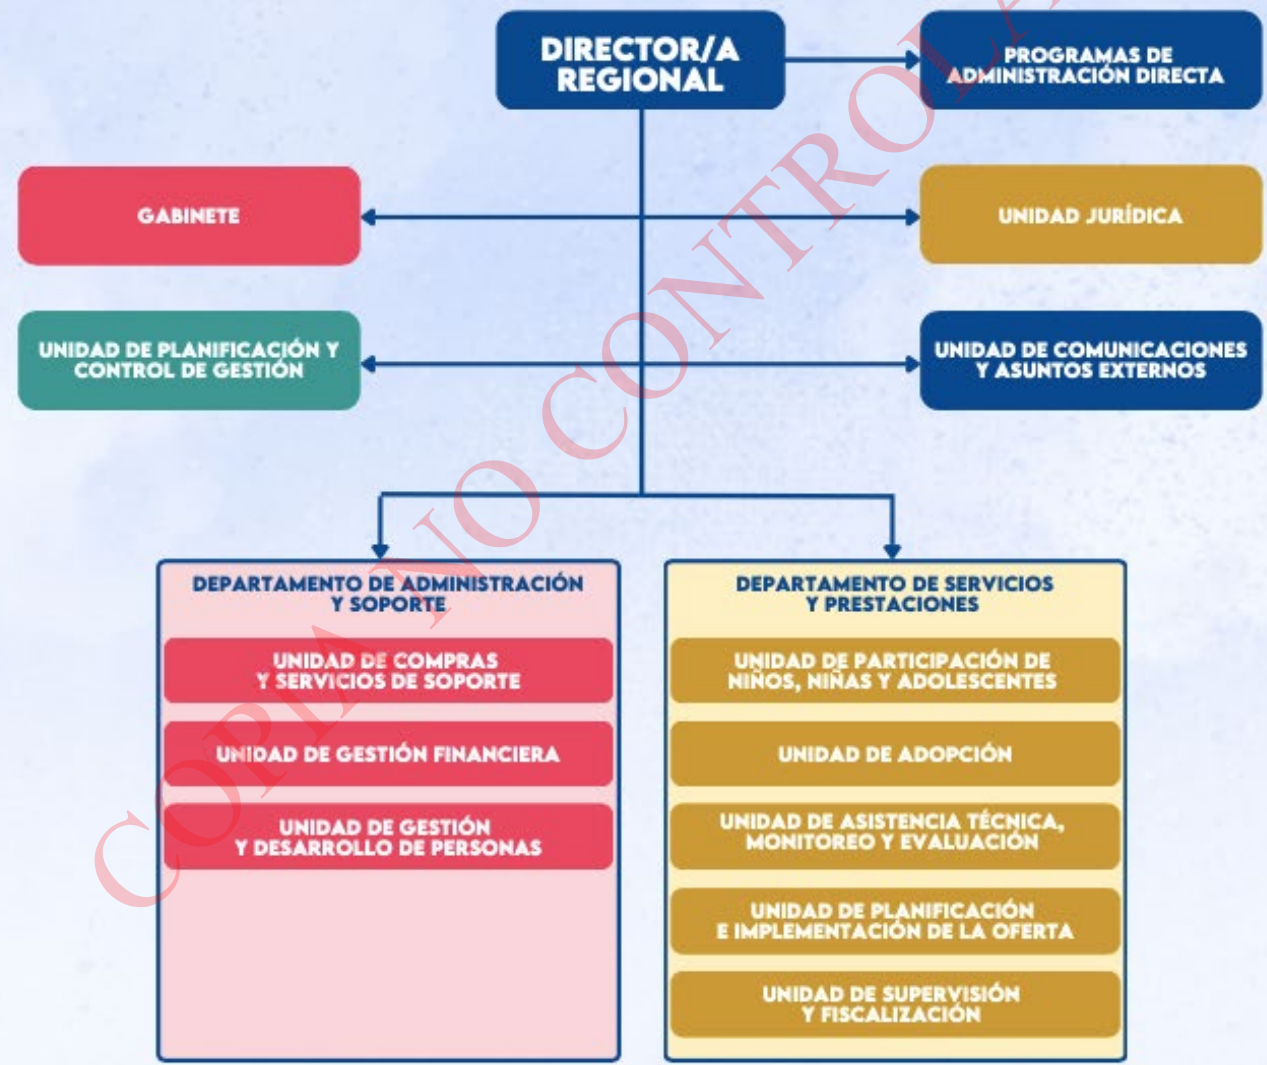 DIRECTOR/A
REGIONAL
PROGRAMAS DE
ADMINISTRACIÓN DIRECTA
GABINETE
UNIDAD JURÍDICA
UNIDAD DE PLANIFICACIÓN Y
CONTROL DE GESTIÓN
UNIDAD DE COMUNICACIONES
Y ASUNTOS EXTERNOS
DEPARTAMENTO DE ADMINISTRACIÓN
Y SOPORTE
UNIDAD DE COMPRAS
Y SERVICIOS DE SOPORTE
UNIDAD DE GESTIÓN FINANCIERA
UNIDAD DE GESTIÓN
Y DESARROLLO DE PERSONAS
DEPARTAMENTO DE SERVICIOS
Y PRESTACIONES
UNIDAD DE PARTICIPACIÓN DE
NIÑOS, NIÑAS Y ADOLESCENTES
UNIDAD DE ADOPCIÓN
UNIDAD DE ASISTENCIA TÉCNICA,
MONITOREO Y EVALUACIÓN
UNIDAD DE PLANIFICACIÓN
E IMPLEMENTACIÓN DE LA OFERTA
UNIDAD DE SUPERVISIÓN
Y FISCALIZACIÓN
COPIA NO CONTROLA